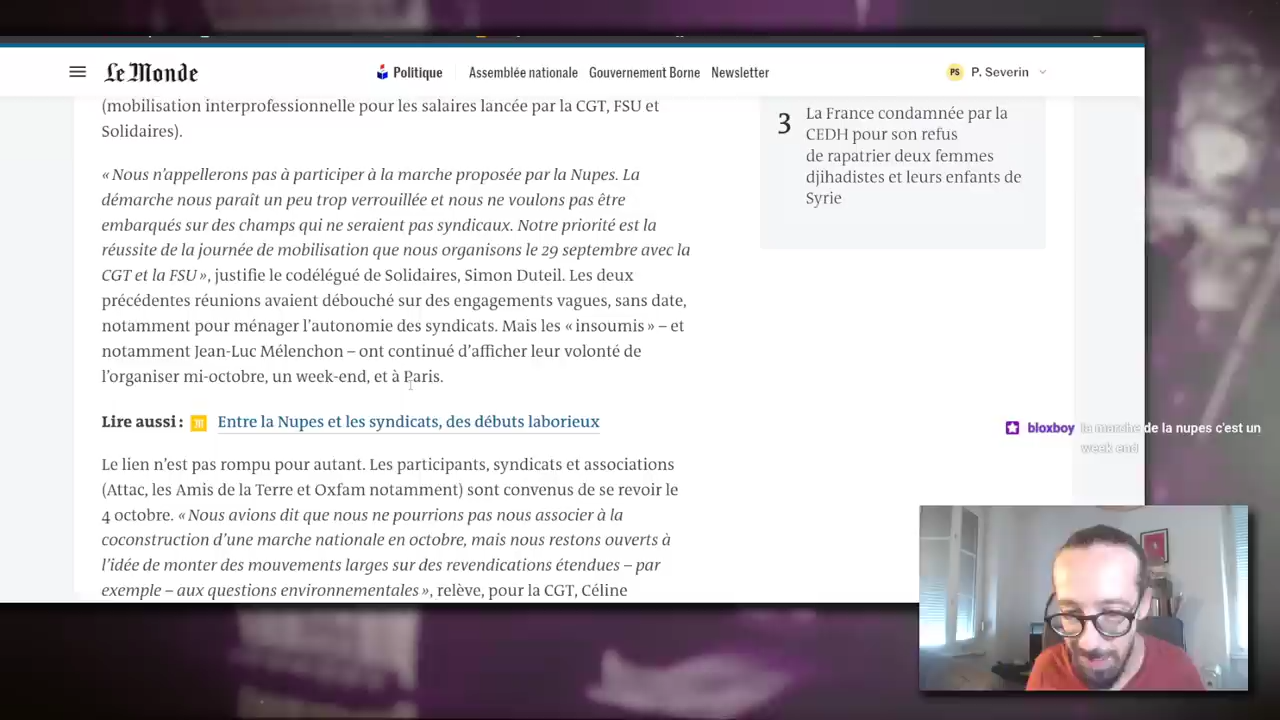 Le Monde
Politique
Assemblée nationale
Gouvernement Borne
Newsletter
PS
P. Severin
(mobilisation interprofessionnelle pour les salaires lancée par la CGT, FSU et
Solidaires).
« Nous n’appellerons pas à participer à la marche proposée par la Nupes. La
démarche nous paraît un peu trop verrouillée et nous ne voulons pas être
embarqués sur des champs qui ne seraient pas syndicaux. Notre priorité est la
réussite de la journée de mobilisation que nous organisons le 29 septembre avec la
CGT et la FSU », justifie le codélégué de Solidaires, Simon Duteil. Les deux
précédentes réunions avaient débouché sur des engagements vagues, sans date,
notamment pour ménager l’autonomie des syndicats. Mais les « insoumis » – et
notamment Jean-Luc Mélenchon – ont continué d’afficher leur volonté de
l’organiser mi-octobre, un week-end, et à Paris.
Lire aussi : M Entre la Nupes et les syndicats, des débuts laborieux
Le lien n’est pas rompu pour autant. Les participants, syndicats et associations
(Attac, les Amis de la Terre et Oxfam notamment) sont convenus de se revoir le
4 octobre. « Nous avions dit que nous ne pourrions pas nous associer à la
coconstruction d’une marche nationale en octobre, mais nous restons ouverts à
l’idée de monter des mouvements larges sur des revendications étendues – par
exemple – aux questions environnementales », relève, pour la CGT, Céline
3
La France condamnée par la
CEDH pour son refus
de rapatrier deux femmes
djihadistes et leurs enfants de
Syrie
bloxboy la marche de la nupes c'est un
week end